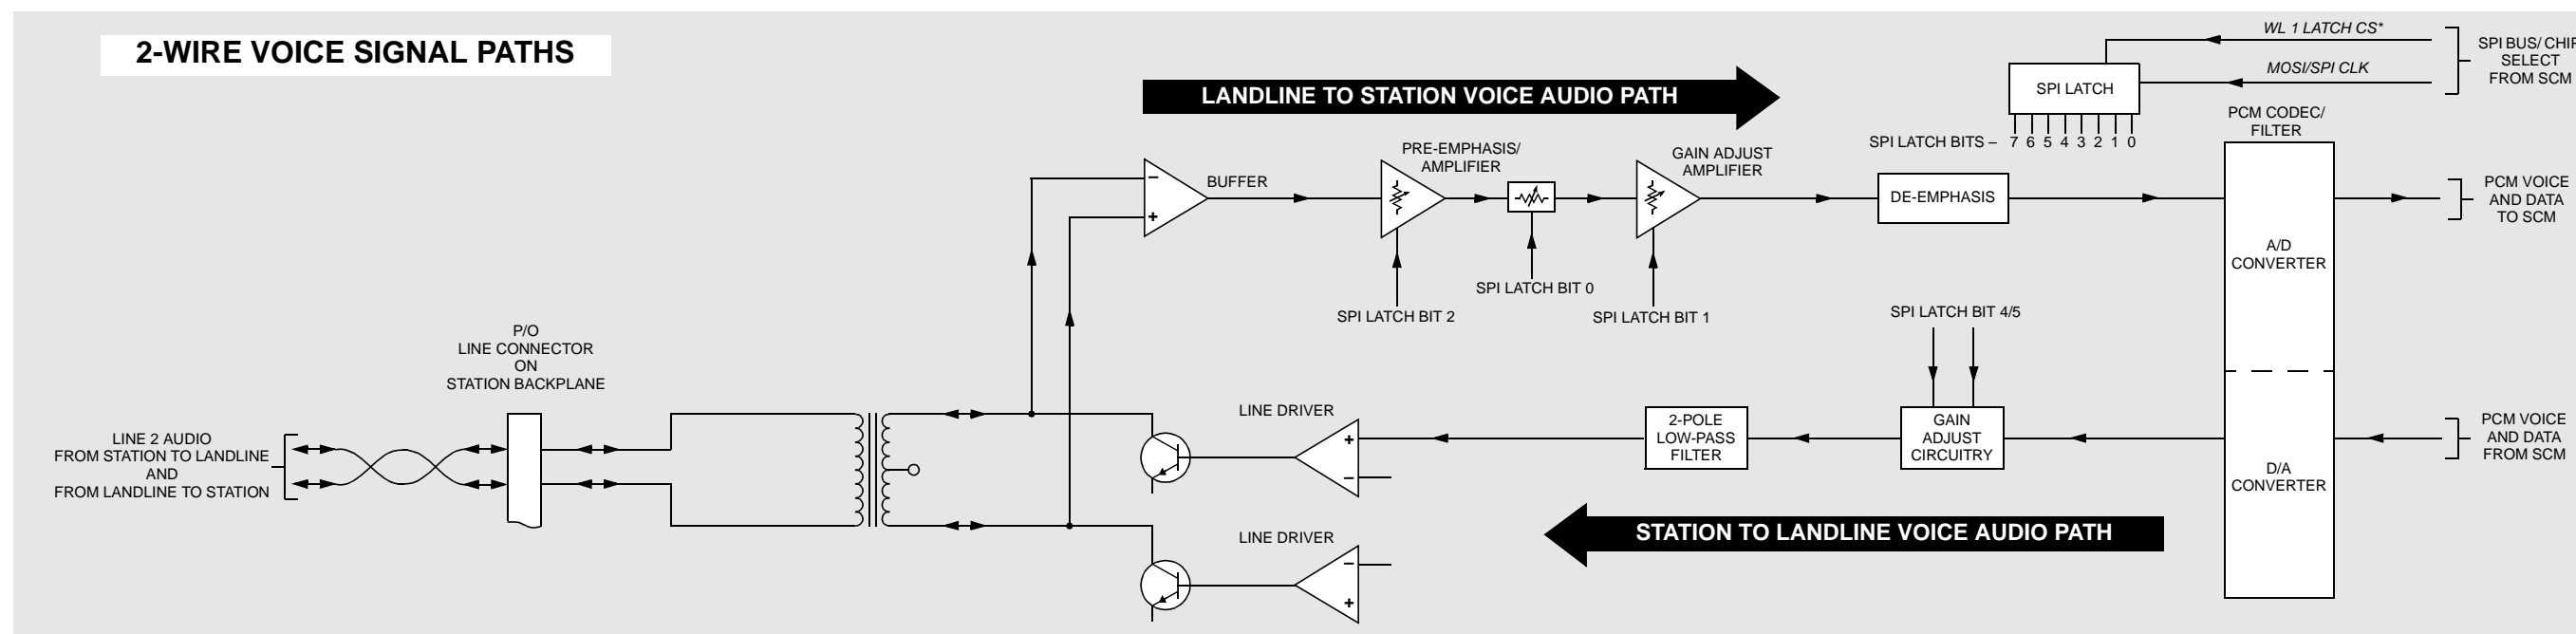 2-WIRE VOICE SIGNAL PATHS
WL 1 LATCH CS*
MOSI/SPI CLK
SPI BUS/ CHIP
SELECT
FROM SCM
LANDLINE TO STATION VOICE AUDIO PATH
SPI LATCH
SPI LATCH BITS – 7 6 5 4 3 2 1 0
PCM CODEC/
FILTER
BUFFER
–
+
PRE-EMPHASIS/
AMPLIFIER
GAIN ADJUST
AMPLIFIER
DE-EMPHASIS
PCM VOICE
AND DATA
TO SCM
A/D
CONVERTER
SPI LATCH BIT 2
SPI LATCH BIT 0
SPI LATCH BIT 1
SPI LATCH BIT 4/5
P/O
LINE CONNECTOR
ON
STATION BACKPLANE
LINE 2 AUDIO
FROM STATION TO LANDLINE
AND
FROM LANDLINE TO STATION
LINE DRIVER
+
–
2-POLE
LOW-PASS
FILTER
GAIN
ADJUST
CIRCUITRY
D/A
CONVERTER
PCM VOICE
AND DATA
FROM SCM
STATION TO LANDLINE VOICE AUDIO PATH
LINE DRIVER
–
+